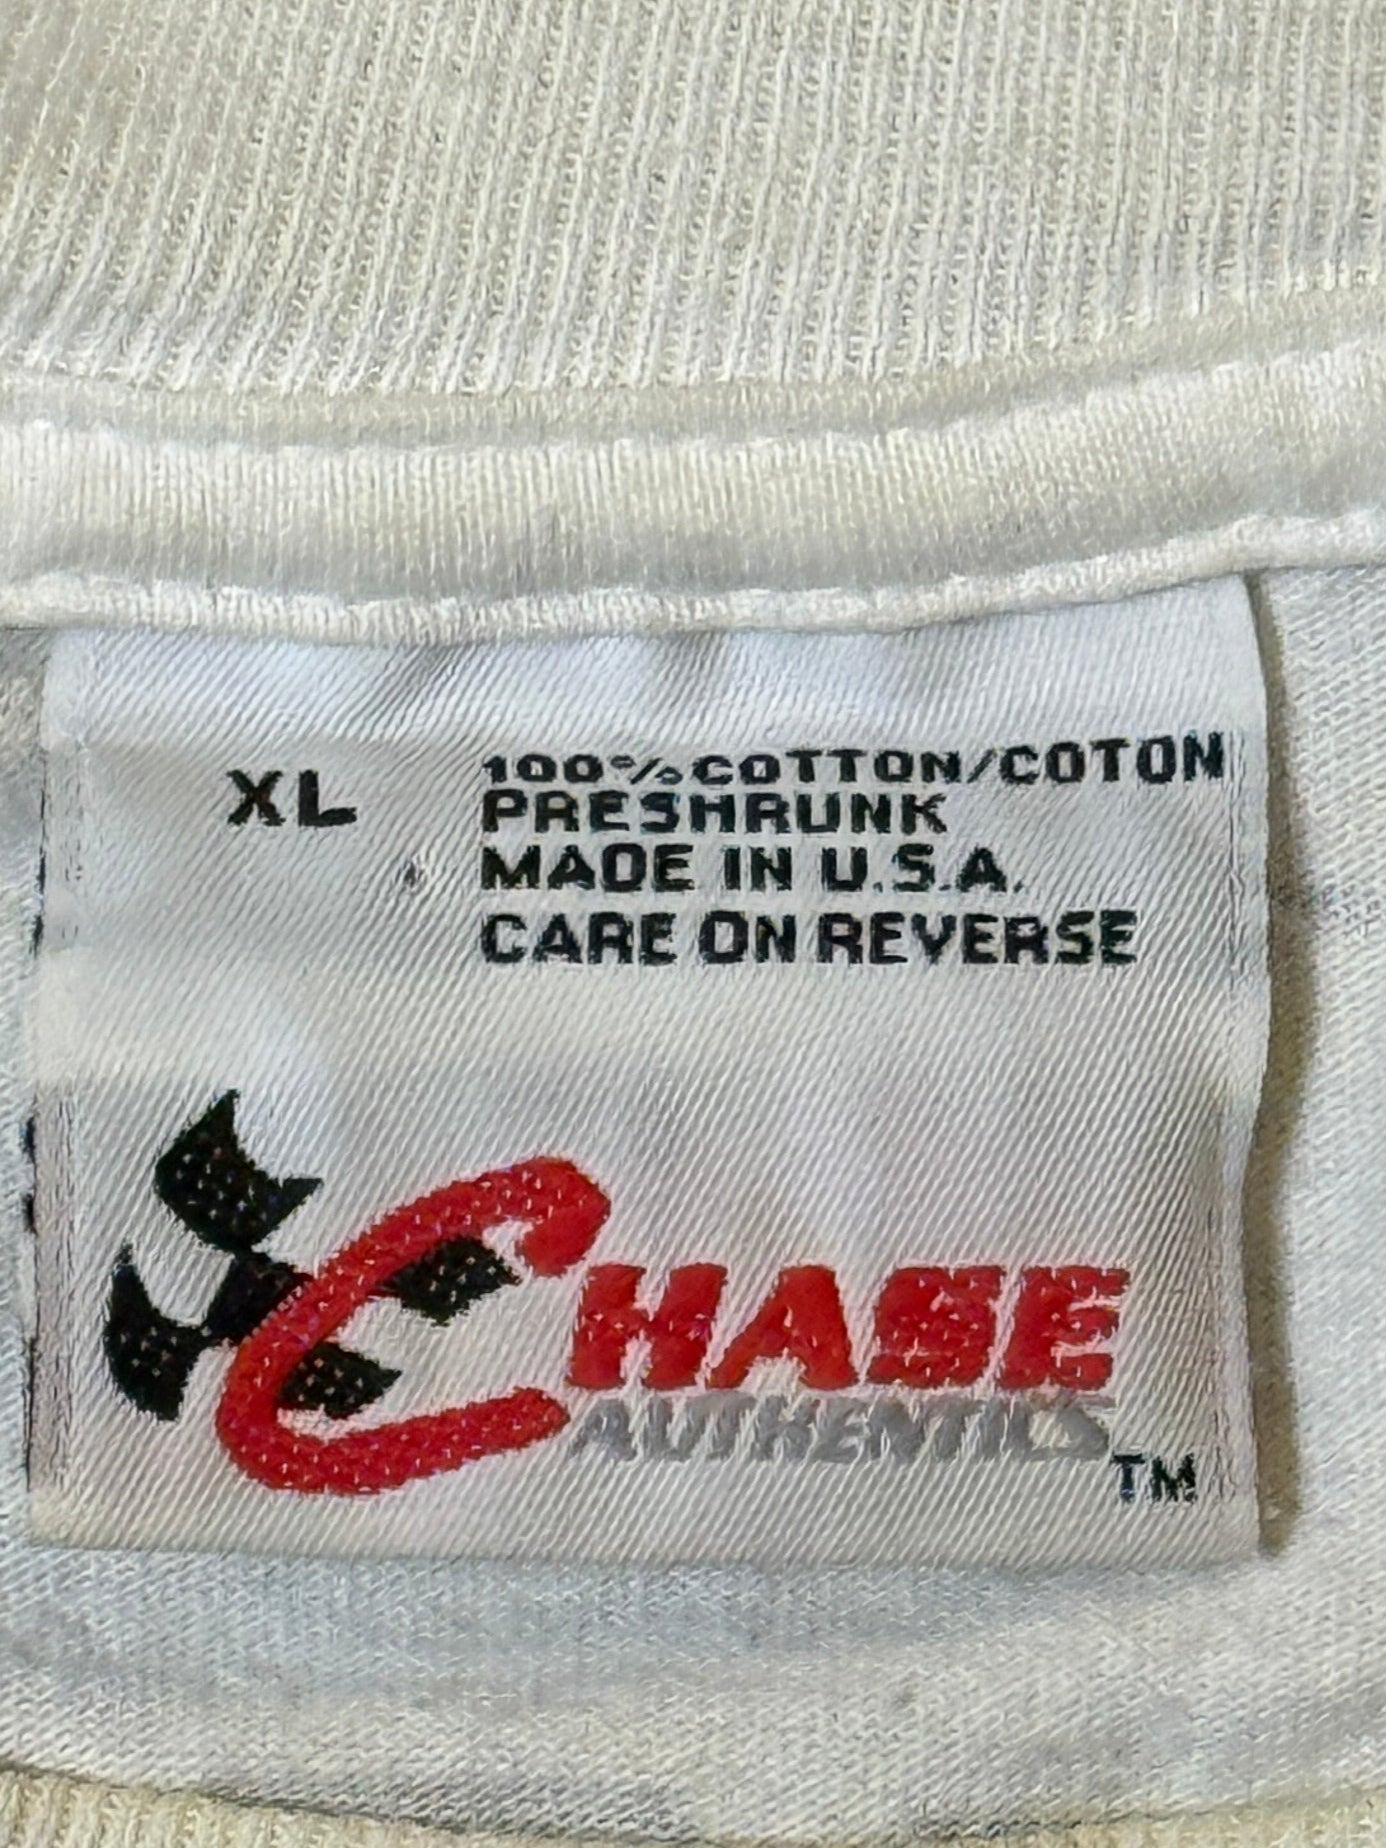 XL
100% COTTON/COTON
PRESHRUNK
MADE IN U.S.A.
CARE ON REVERSE
CHASE
AUTHENTICS
TM